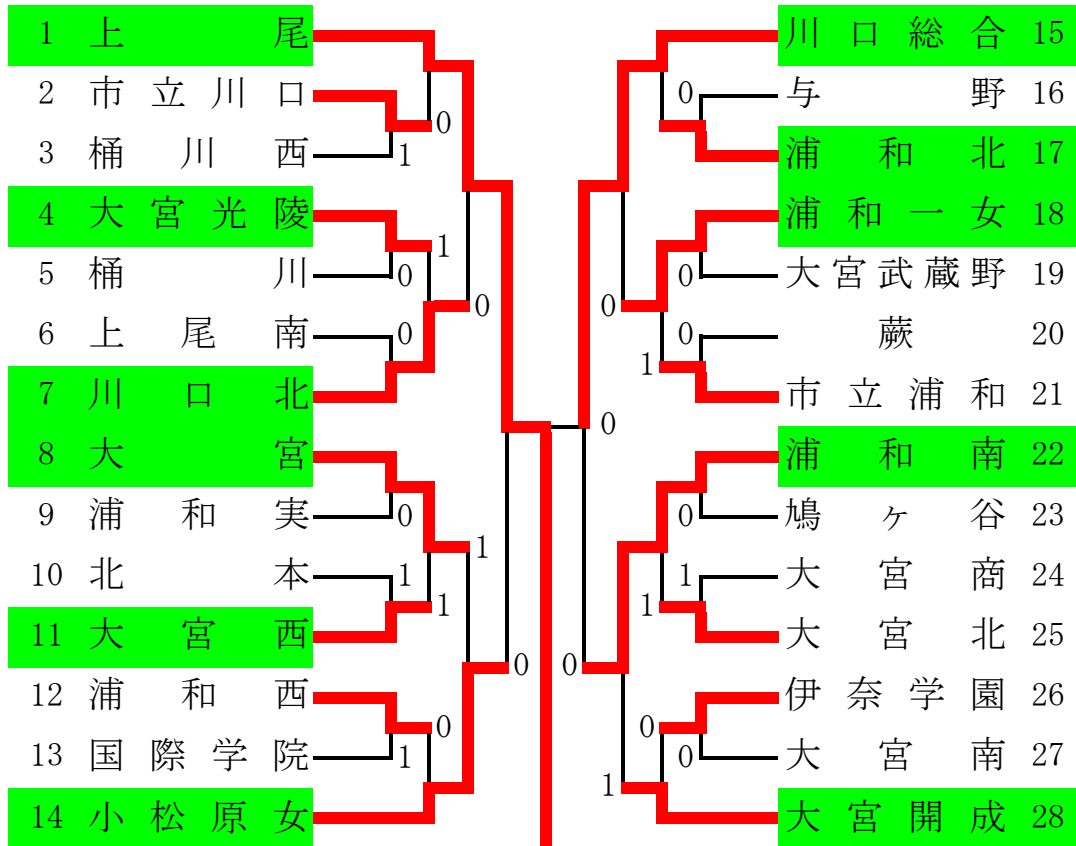 1 上尾
2 市立川口
3 桶川西
4 大宮光陵
5 桶川
6 上尾南
7 川口北
8 大宮
9 浦和実
10 北本
11 大宮西
12 浦和西
13 国際学院
14 小松原女
0
1
1
0
0
0
0
1
1
1
0
0
1
0
川口総合 15
与野 16
浦和北 17
浦和一女 18
大宮武蔵野 19
蕨 20
市立浦和 21
浦和南 22
鳩ヶ谷 23
大宮商 24
大宮北 25
伊奈学園 26
大宮南 27
大宮開成 28
0
0
0
0
1
0
0
1
1
0
0
0
1